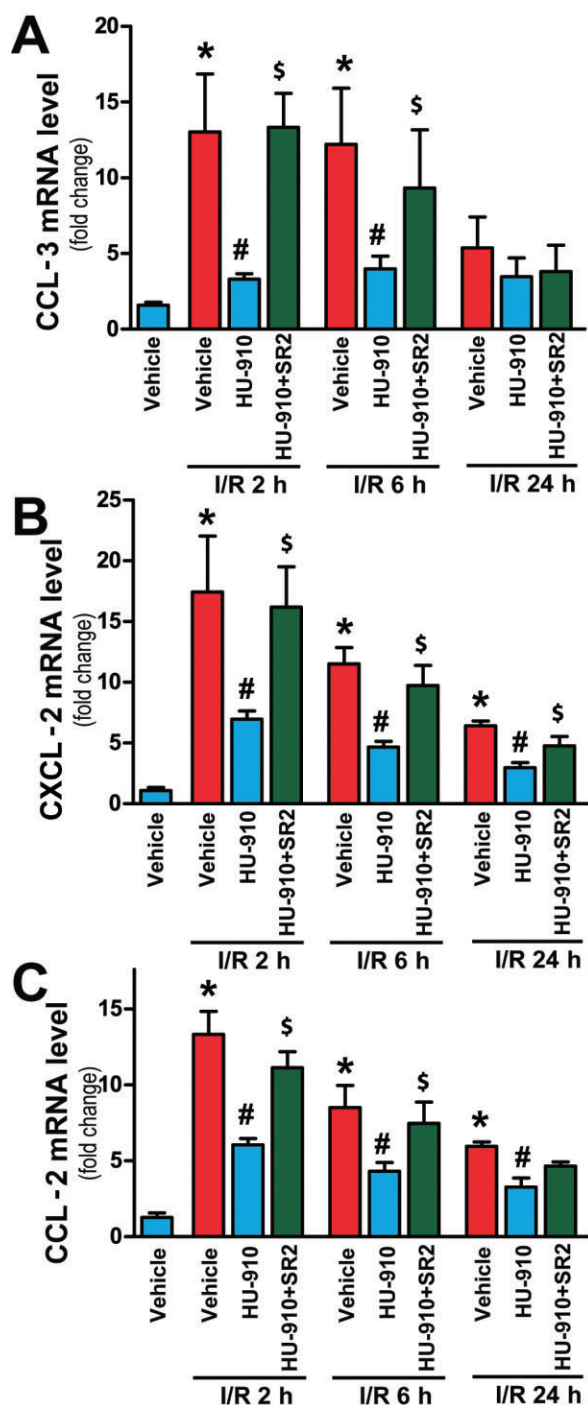 A
CCL-3 mRNA level
(fold change)
20
15
10
5
0
* # $ * # $
Vehicle Vehicle HU-910 HU-910+SR2 Vehicle HU-910 HU-910+SR2 Vehicle HU-910 HU-910+SR2
I/R 2 h I/R 6 h I/R 24 h
B
CXCL-2 mRNA level
(fold change)
25
20
15
10
5
0
* # $ * # $ * # $
Vehicle Vehicle HU-910 HU-910+SR2 Vehicle HU-910 HU-910+SR2 Vehicle HU-910 HU-910+SR2
I/R 2 h I/R 6 h I/R 24 h
C
CCL-2 mRNA level
(fold change)
15
10
5
0
* # $ * # $ * #
Vehicle Vehicle HU-910 HU-910+SR2 Vehicle HU-910 HU-910+SR2 Vehicle HU-910 HU-910+SR2
I/R 2 h I/R 6 h I/R 24 h